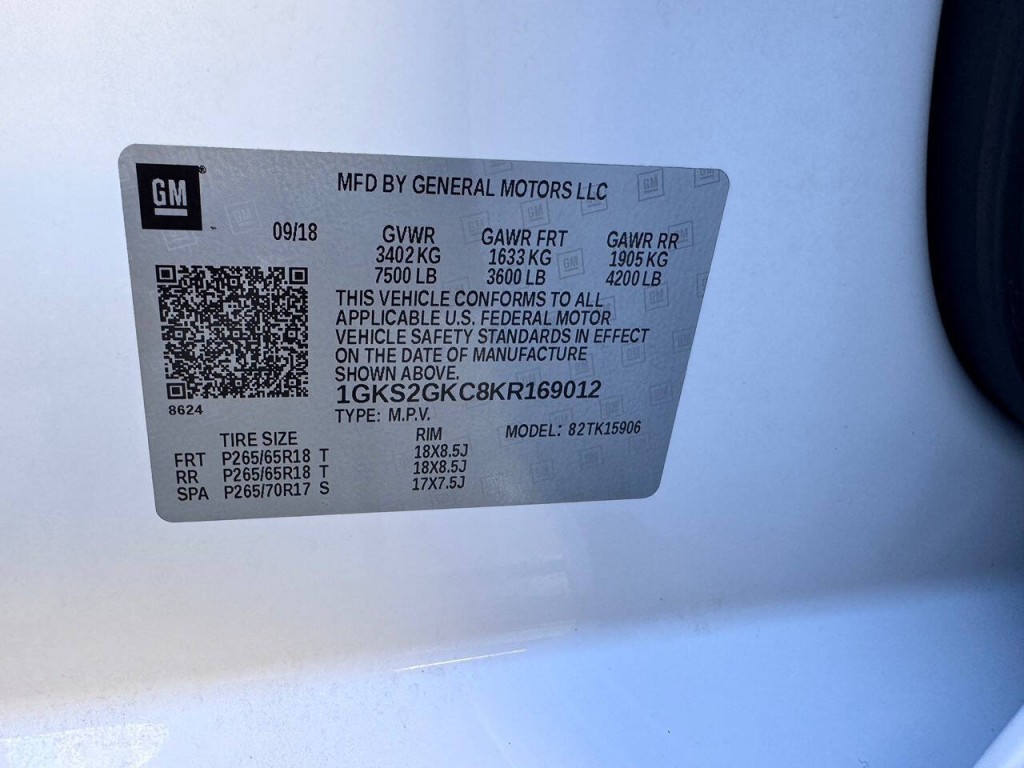 GM
MFD BY GENERAL MOTORS LLC
09/18 GVWR GAWR FRT GAWR RR
3402 KG 1633 KG 1905 KG
7500 LB 3600 LB 4200 LB
THIS VEHICLE CONFORMS TO ALL
APPLICABLE U.S. FEDERAL MOTOR
VEHICLE SAFETY STANDARDS IN EFFECT
ON THE DATE OF MANUFACTURE
SHOWN ABOVE.
1GKS2GKC8KR169012
8624
TYPE: M.P.V.
TIRE SIZE RIM MODEL: 82TK15906
FRT P265/65R18 T 18X8.5J
RR P265/65R18 T 18X8.5J
SPA P265/70R17 S 17X7.5J